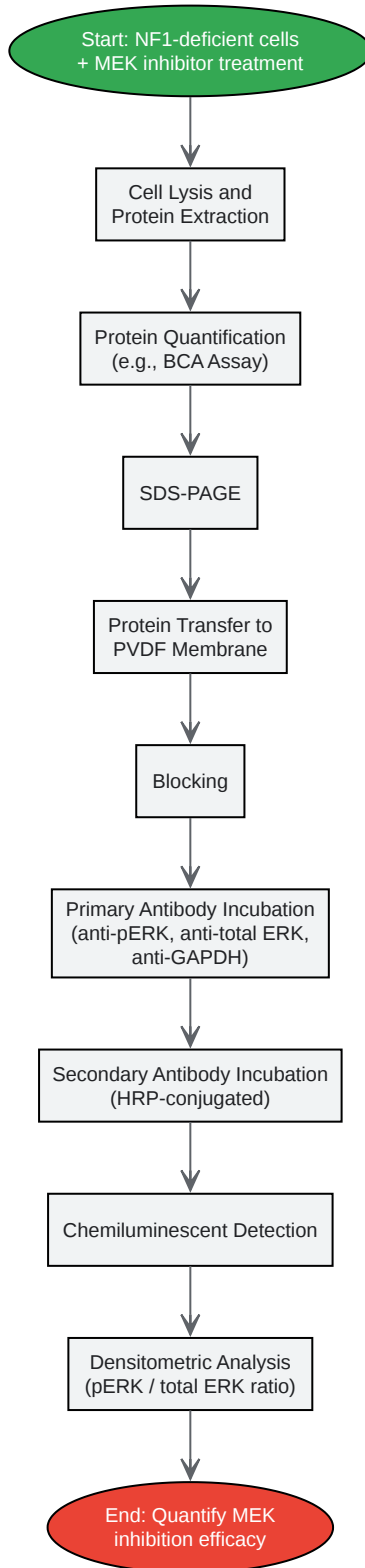 Start: NF1-deficient cells
+ MEK inhibitor treatment
Cell Lysis and
Protein Extraction
Protein Quantification
(e.g., BCA Assay)
SDS-PAGE
Protein Transfer to
PVDF Membrane
Blocking
Primary Antibody Incubation
(anti-pERK, anti-total ERK,
anti-GAPDH)
Secondary Antibody Incubation
(HRP-conjugated)
Chemiluminescent Detection
Densitometric Analysis
(pERK / total ERK ratio)
End: Quantify MEK
inhibition efficacy